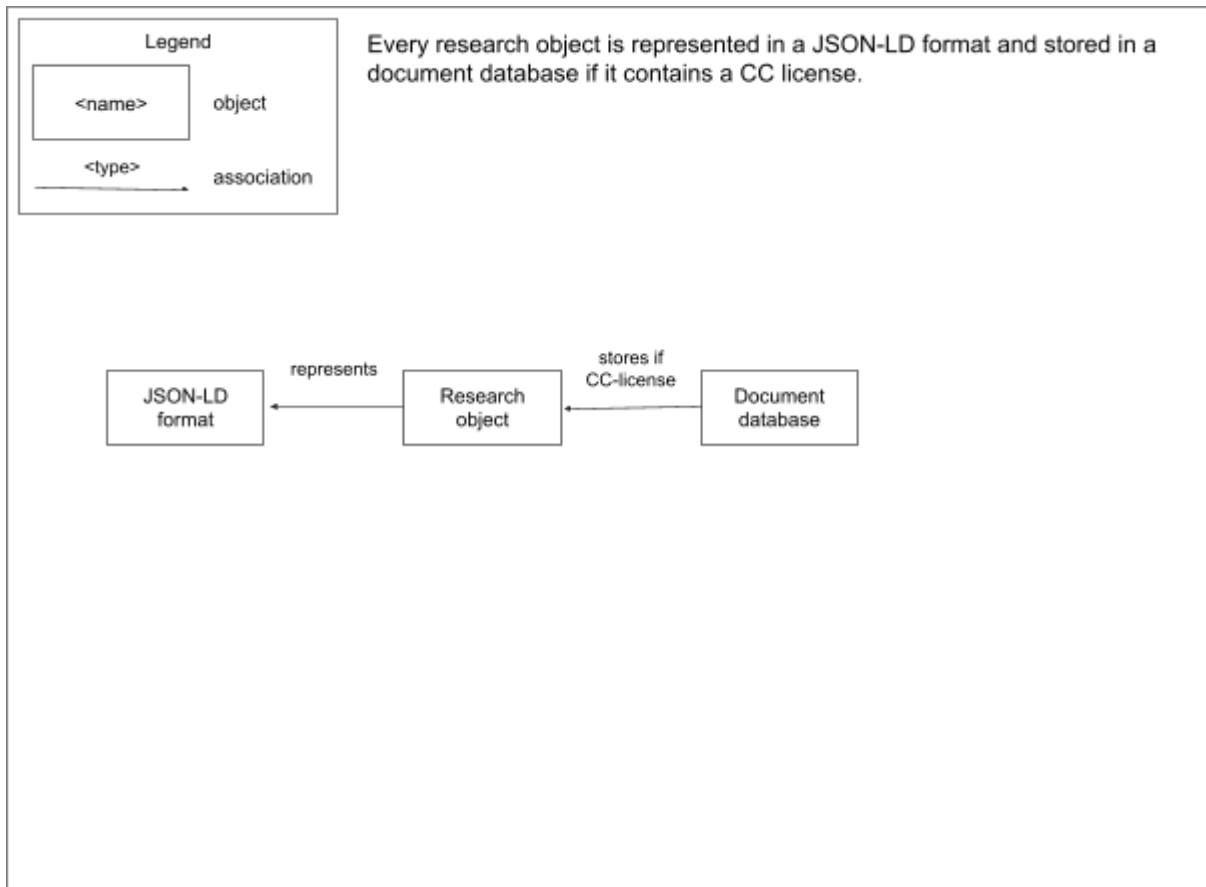 Legend
<name>
object
<type>
association
Every research object is represented in a JSON-LD format and stored in a
document database if it contains a CC license.
JSON-LD
format
represents
Research
object
stores if
CC-license
Document
database